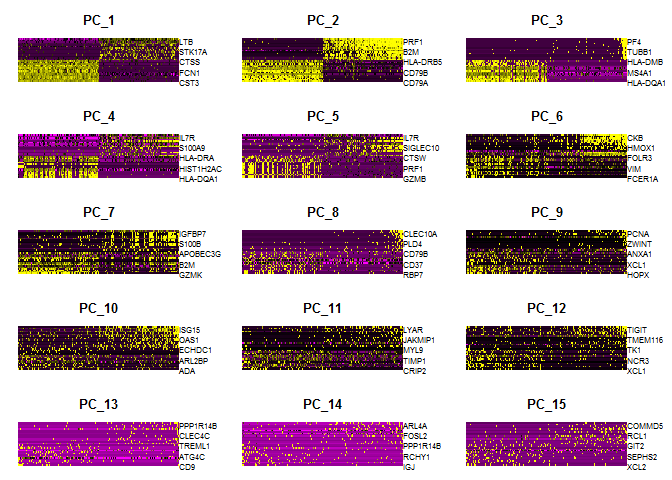 PC_1
LTB
STK17A
CTSS
FCN1
CST3
PC_2
PRF1
B2M
HLA-DRB5
CD79B
CD79A
PC_3
PF4
TUBB1
HLA-DMB
MS4A1
HLA-DQA1
PC_4
IL7R
S100A9
HLA-DRA
HIST1H2AC
HLA-DQA1
PC_5
IL7R
SIGLEC10
CTSW
PRF1
GZMB
PC_6
CKB
HMOX1
FOLR3
VIM
FCER1A
PC_7
IGFBP7
S100B
APOBEC3G
B2M
GZMK
PC_8
CLEC10A
PLD4
CD79B
CD37
RBP7
PC_9
PCNA
ZWINT
ANXA1
XCL1
HOPX
PC_10
ISG15
OAS1
ECHDC1
ARL2BP
ADA
PC_11
LYAR
JAKMIP1
MYL9
TIMP1
CRIP2
PC_12
TIGIT
TMEM116
TK1
NCR3
XCL1
PC_13
PPP1R14B
CLEC4C
TREML1
ATG4C
CD9
PC_14
ARL4A
FOSL2
PPP1R14B
RCHY1
IGJ
PC_15
COMMD5
RCL1
GIT2
SEPHS2
XCL2